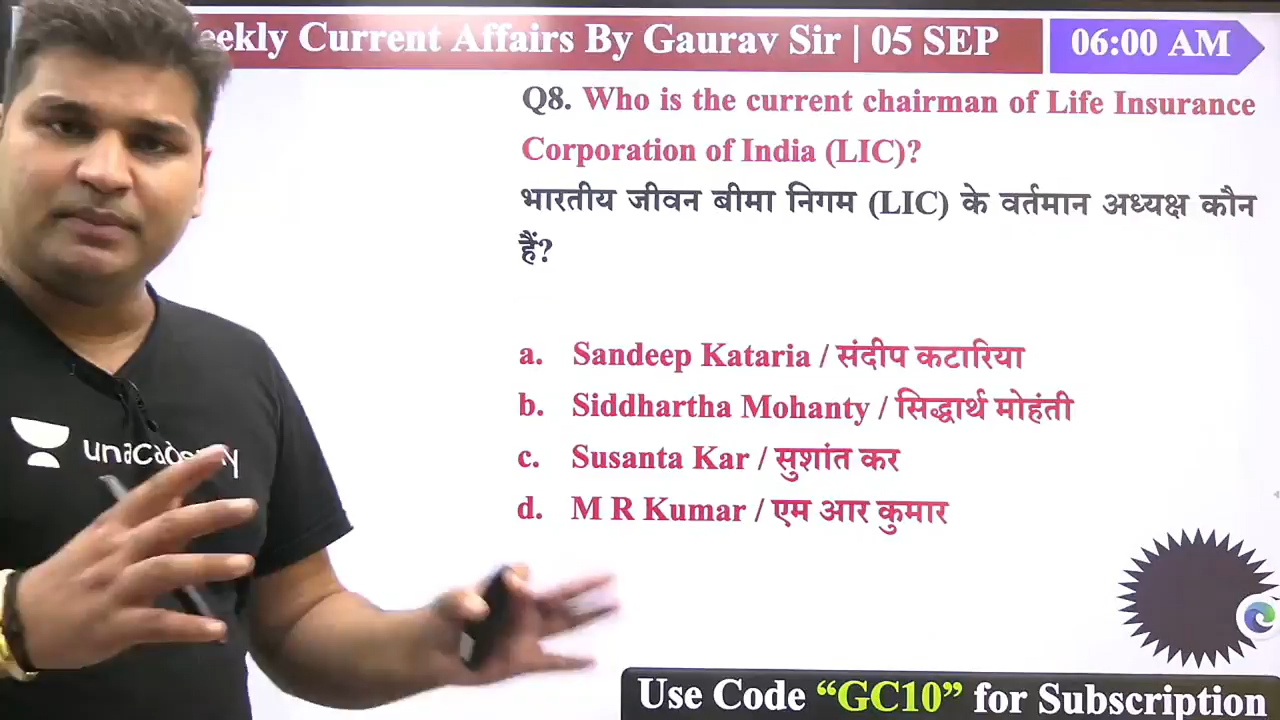 eekly Current Affairs By Gaurav Sir | 05 SEP
06:00 AM
Q8. Who is the current chairman of Life Insurance
Corporation of India (LIC)?
भारतीय जीवन बीमा निगम (LIC) के वर्तमान अध्यक्ष कौन
हैं?
a. Sandeep Kataria / संदीप कटारिया
b. Siddhartha Mohanty / सिद्धार्थ मोहंती
c. Susanta Kar / सुशांत कर
d. M R Kumar / एम आर कुमार
unacademy
Use Code “GC10” for Subscription